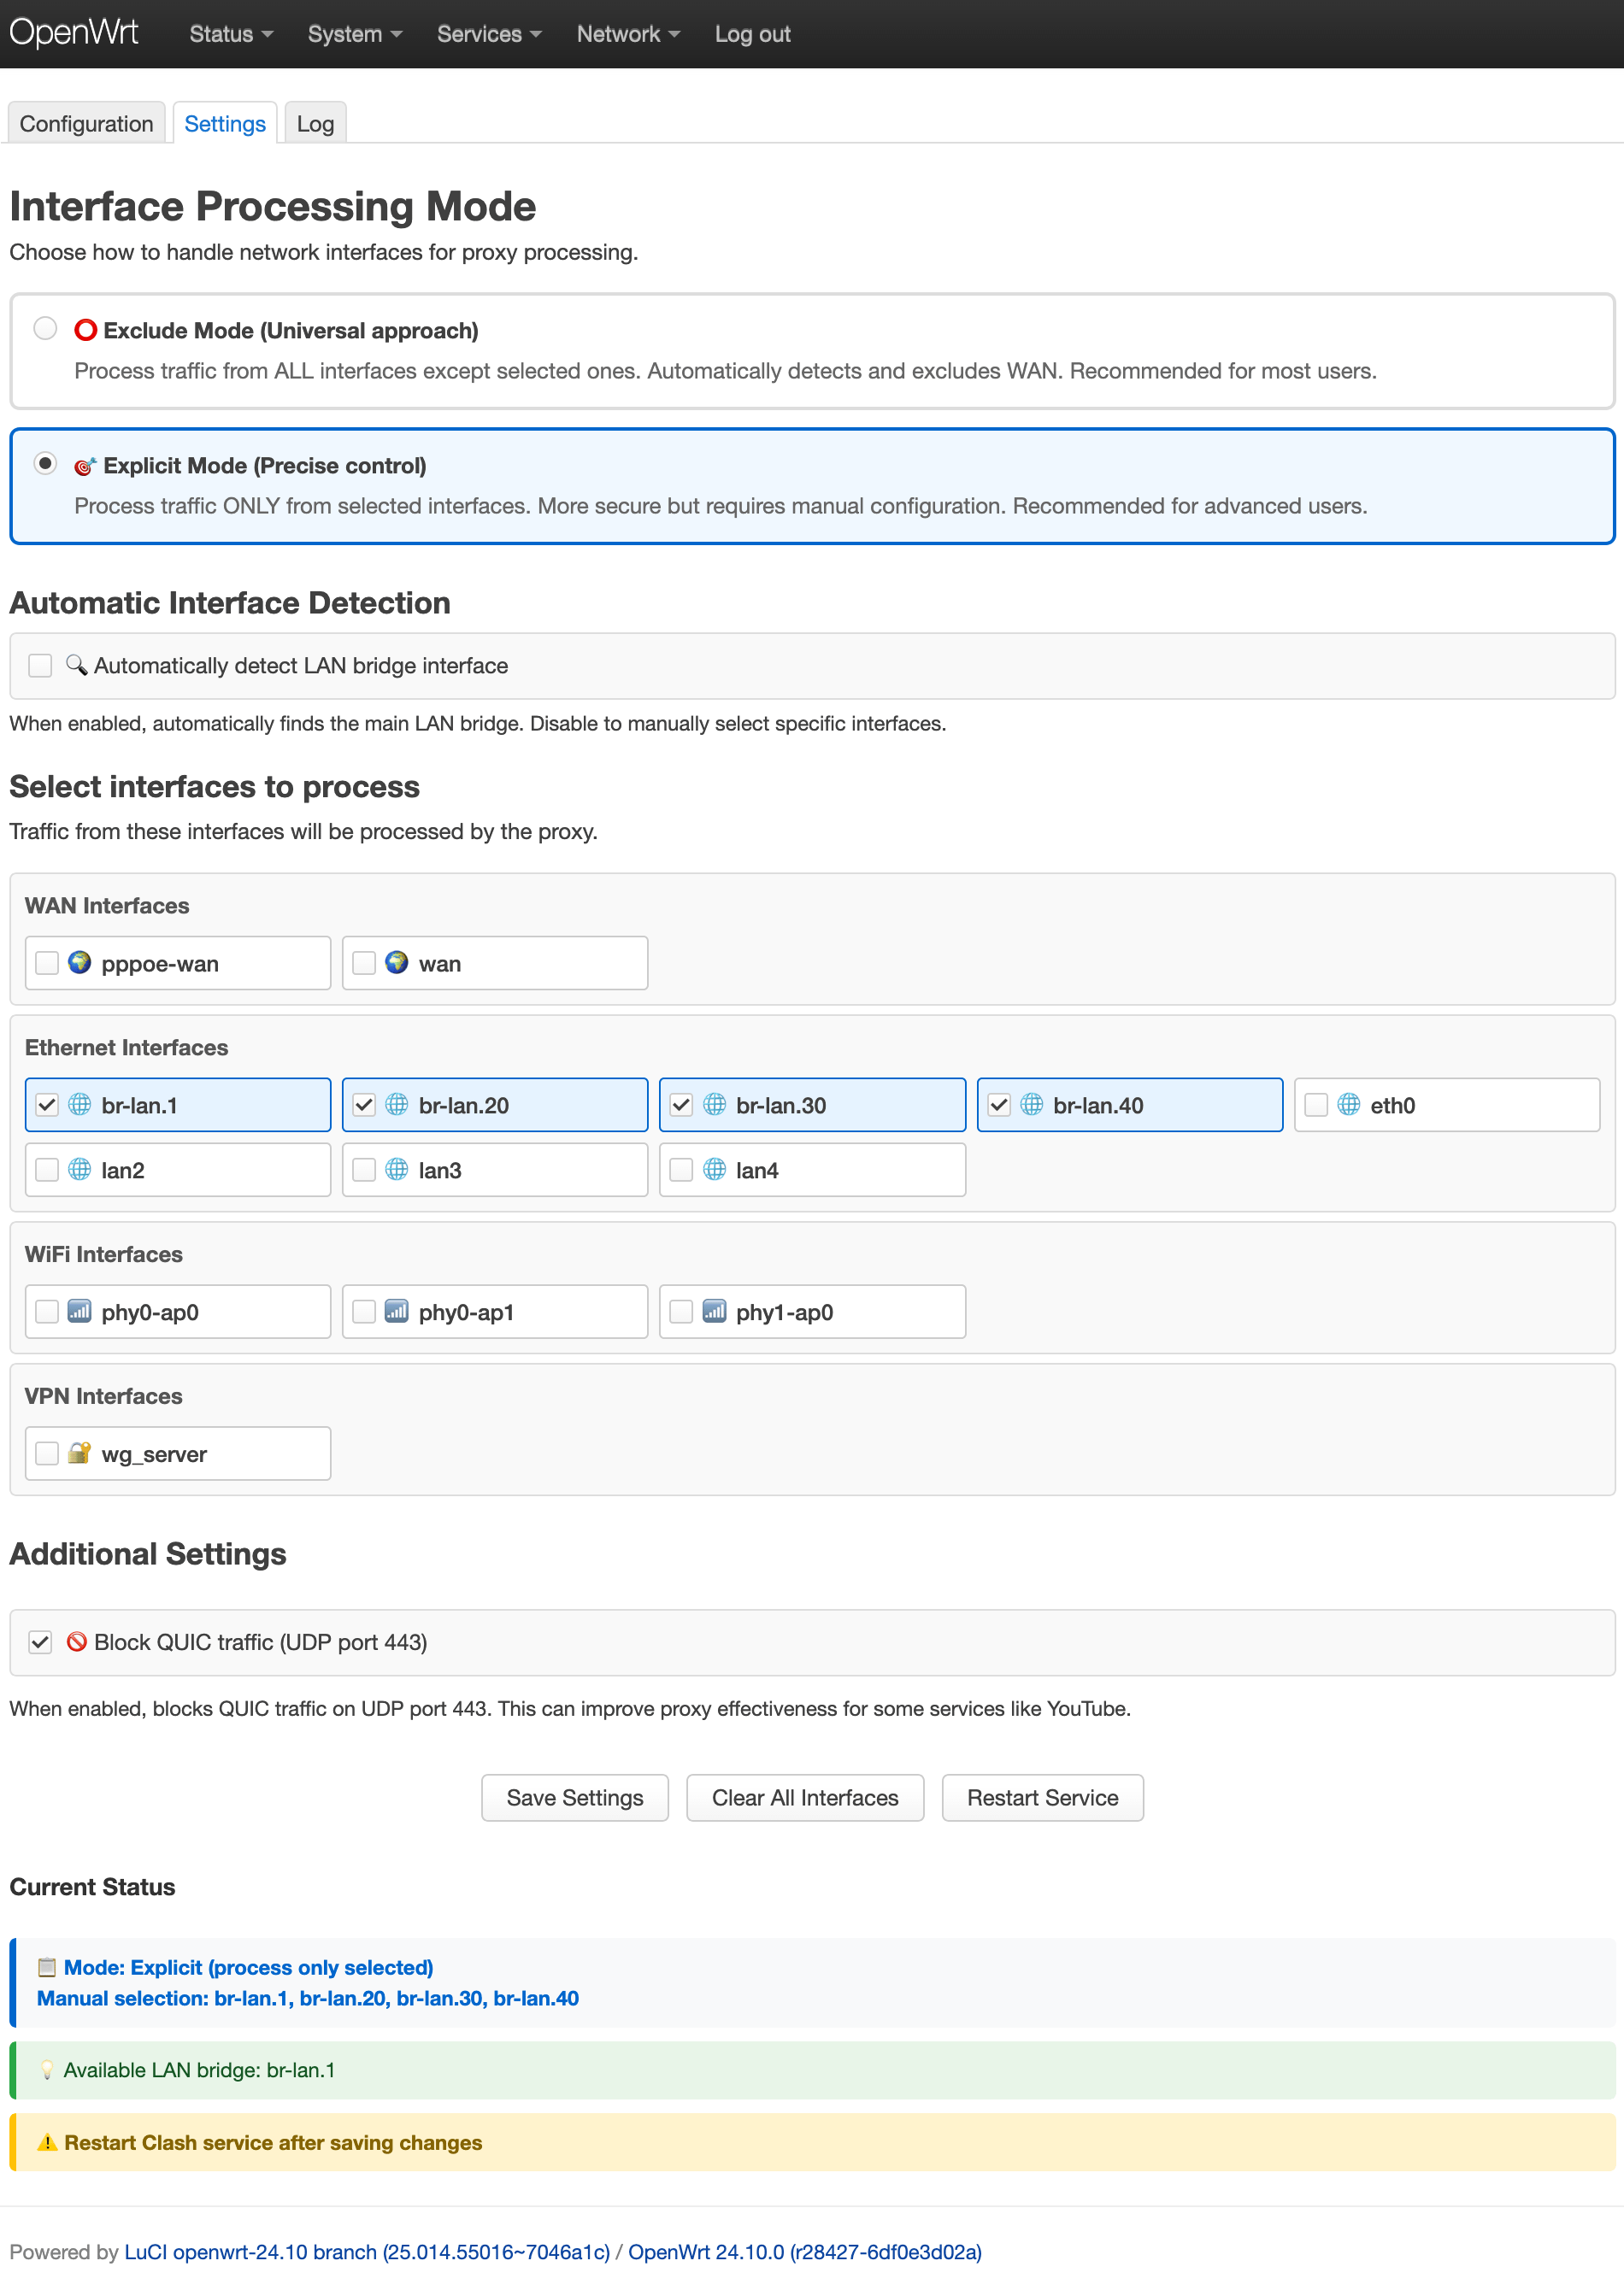 OpenWrt Status System Services Network Log out
Configuration Settings Log
Interface Processing Mode
Choose how to handle network interfaces for proxy processing.
Exclude Mode (Universal approach)
Process traffic from ALL interfaces except selected ones. Automatically detects and excludes WAN. Recommended for most users.
Explicit Mode (Precise control)
Process traffic ONLY from selected interfaces. More secure but requires manual configuration. Recommended for advanced users.
Automatic Interface Detection
Automatically detect LAN bridge interface
When enabled, automatically finds the main LAN bridge. Disable to manually select specific interfaces.
Select interfaces to process
Traffic from these interfaces will be processed by the proxy.
WAN Interfaces
pppoe-wan wan
Ethernet Interfaces
br-lan.1 br-lan.20 br-lan.30 br-lan.40 eth0
lan2 lan3 lan4
WiFi Interfaces
phy0-ap0 phy0-ap1 phy1-ap0
VPN Interfaces
wg_server
Additional Settings
Block QUIC traffic (UDP port 443)
When enabled, blocks QUIC traffic on UDP port 443. This can improve proxy effectiveness for some services like YouTube.
Save Settings Clear All Interfaces Restart Service
Current Status
Mode: Explicit (process only selected)
Manual selection: br-lan.1, br-lan.20, br-lan.30, br-lan.40
Available LAN bridge: br-lan.1
Restart Clash service after saving changes
Powered by LuCI openwrt-24.10 branch (25.014.55016~7046a1c) / OpenWrt 24.10.0 (r28427-6df0e3d02a)